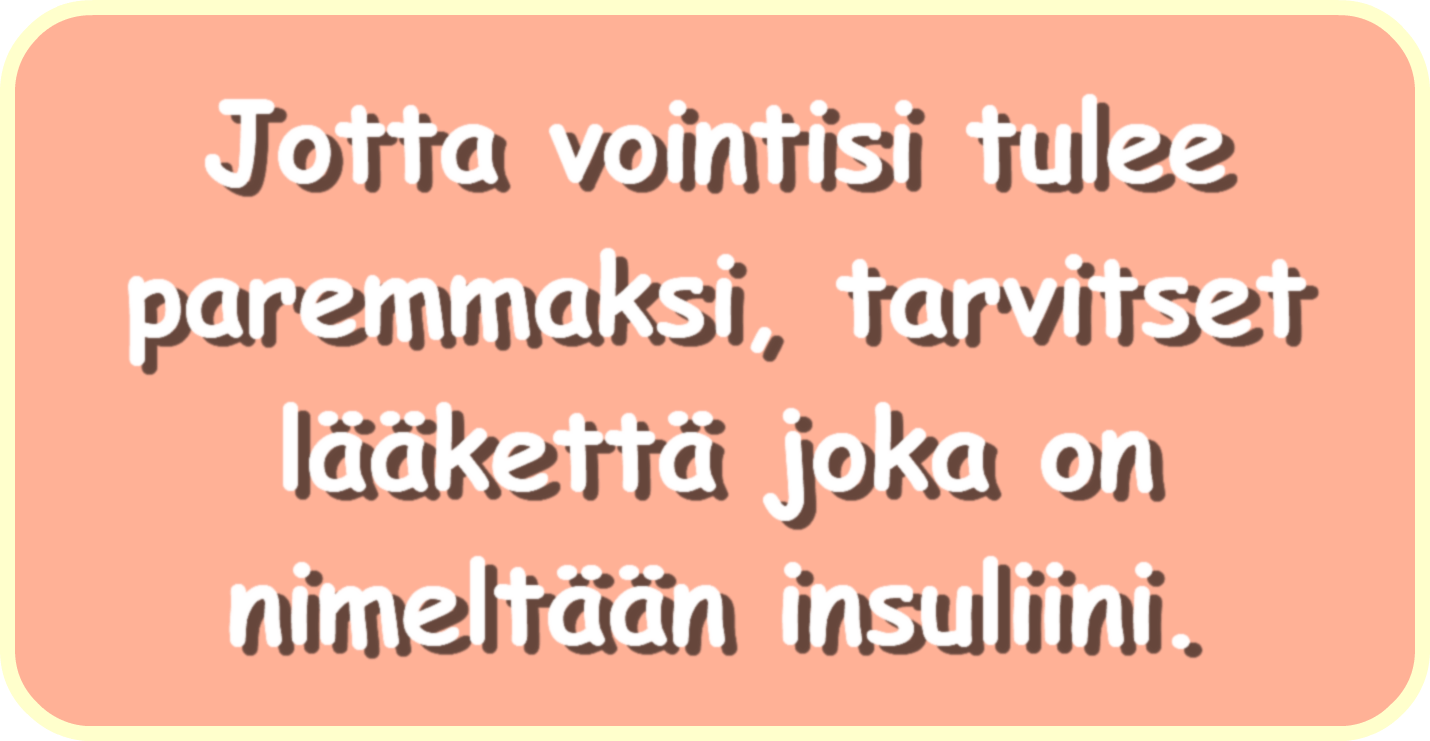 Jotta vointisi tulee
paremmaksi, tarvitset
lääkettä joka on
nimeltään insuliini.